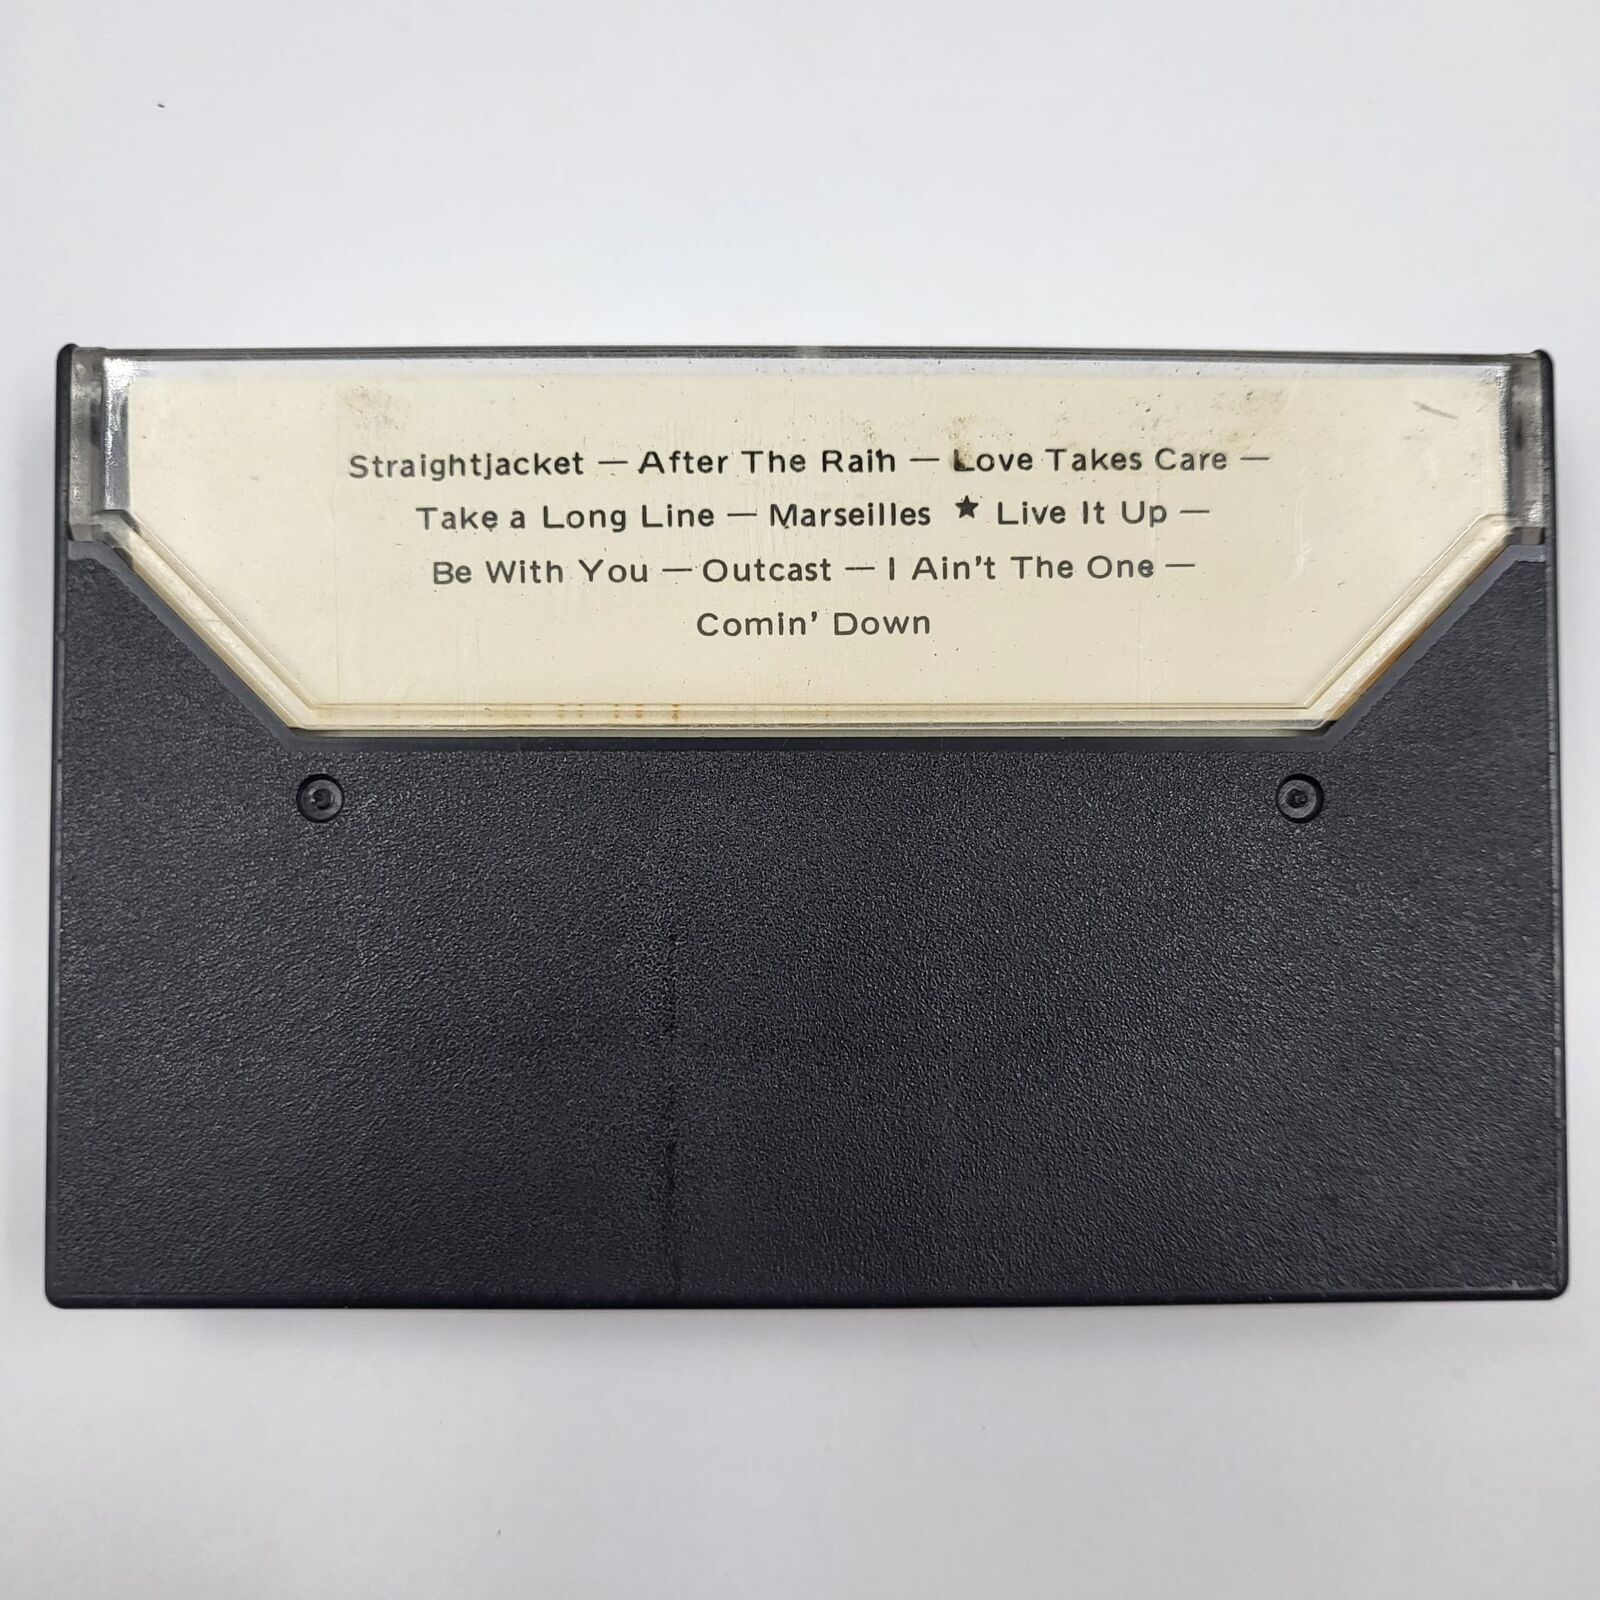 Straightjacket — After The Rain — Love Takes Care —
Take a Long Line — Marseilles ★ Live It Up —
Be With You — Outcast — I Ain't The One —
Comin' Down